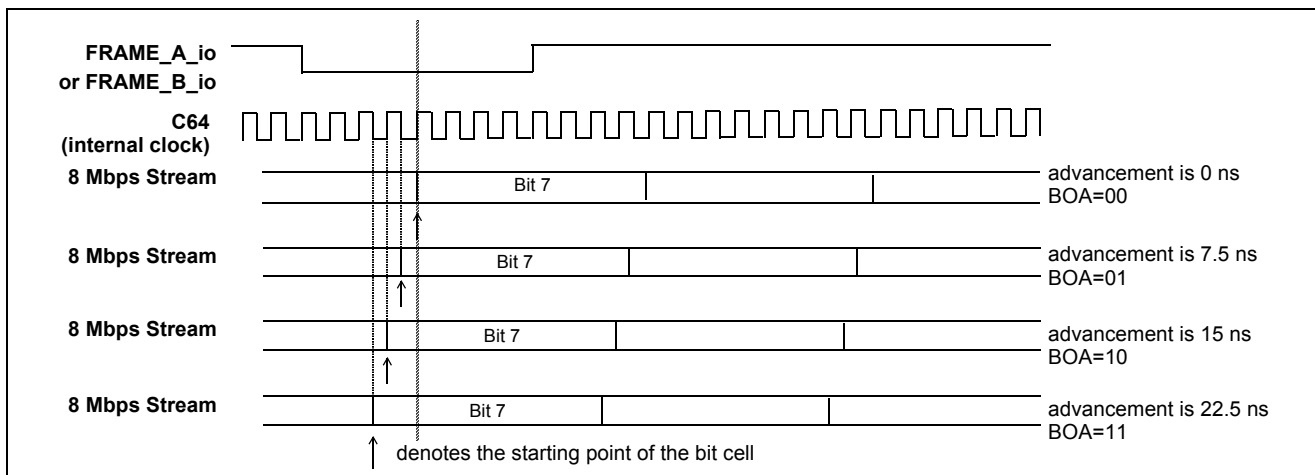 FRAME_A_io
or FRAME_B_io
C64
(internal clock)
8 Mbps Stream
Bit 7
advancement is 0 ns
BOA=00
8 Mbps Stream
Bit 7
advancement is 7.5 ns
BOA=01
8 Mbps Stream
Bit 7
advancement is 15 ns
BOA=10
8 Mbps Stream
Bit 7
advancement is 22.5 ns
BOA=11
denotes the starting point of the bit cell